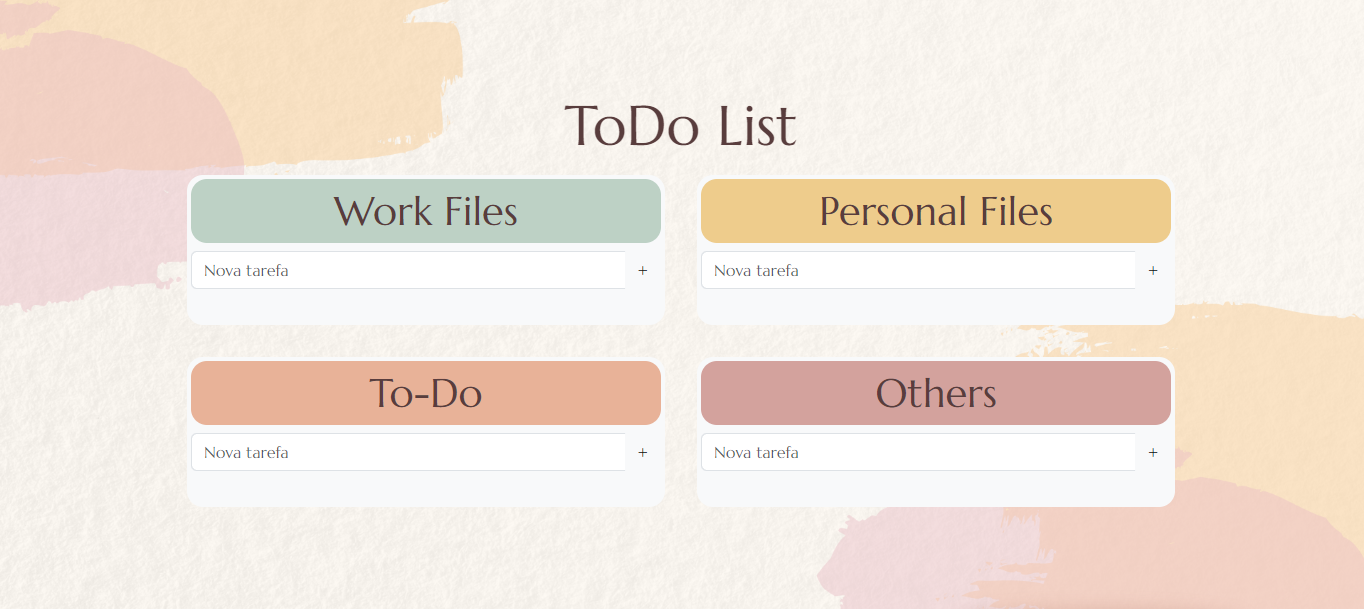 ToDo List
Work Files
Nova tarefa +
Personal Files
Nova tarefa +
To-Do
Nova tarefa +
Others
Nova tarefa +